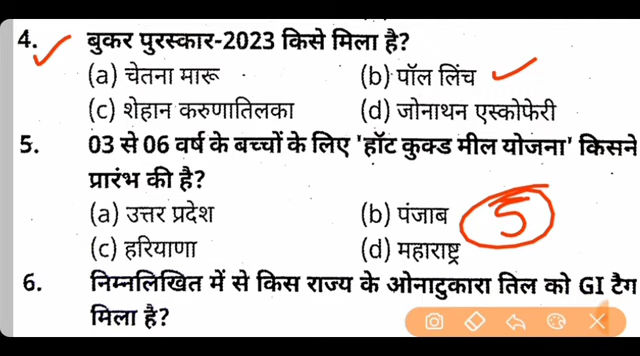 4. बुकर पुरस्कार-2023 किसे मिला है?
(a) चेतना मारू (b) पॉल लिंच
(c) शेहान करुणातिलका (d) जोनाथन एस्कोफेरी
5. 03 से 06 वर्ष के बच्चों के लिए 'हॉट कुक्ड मील योजना' किसने
प्रारंभ की है?
(a) उत्तर प्रदेश (b) पंजाब 5
(c) हरियाणा (d) महाराष्ट्र
6. निम्नलिखित में से किस राज्य के ओनाटुकारा तिल को GI टैग
मिला है?